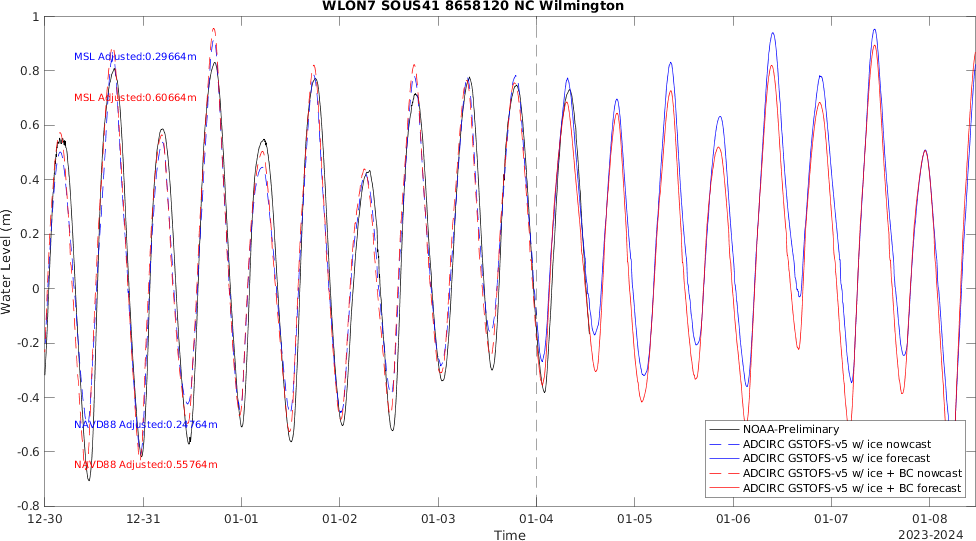 WLON7 SOUS41 8658120 NC Wilmington
1
0.8
0.6
0.4
0.2
0
-0.2
-0.4
-0.6
-0.8
Water Level (m)
MSL Adjusted:0.29664m
MSL Adjusted:0.60664m
NAVD88 Adjusted:0.24764m
NAVD88 Adjusted:0.55764m
NOAA-Preliminary
ADCIRC GSTOFS-v5 w/ ice nowcast
ADCIRC GSTOFS-v5 w/ ice forecast
ADCIRC GSTOFS-v5 w/ ice + BC nowcast
ADCIRC GSTOFS-v5 w/ ice + BC forecast
12-30 12-31 01-01 01-02 01-03 01-04 01-05 01-06 01-07 01-08
Time
2023-2024